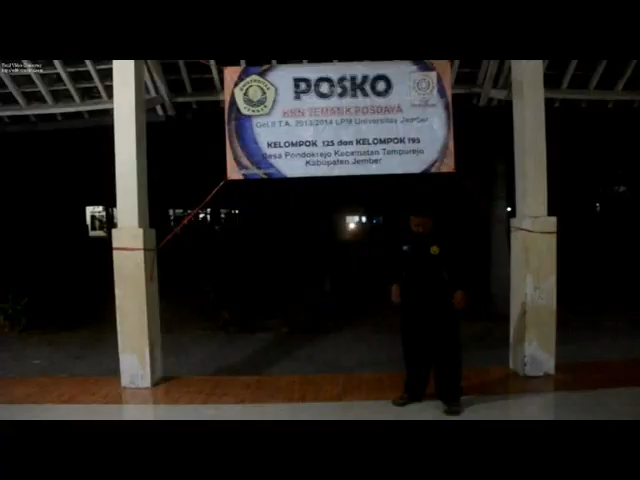 POSKO
KKN TEMATIK POSDAYA
Gel.II T.A. 2013/2014 LPM Universitas Jember
KELOMPOK 125 dan KELOMPOK 193
Desa Pondokrejo Kecamatan Tempurejo
Kabupaten Jember